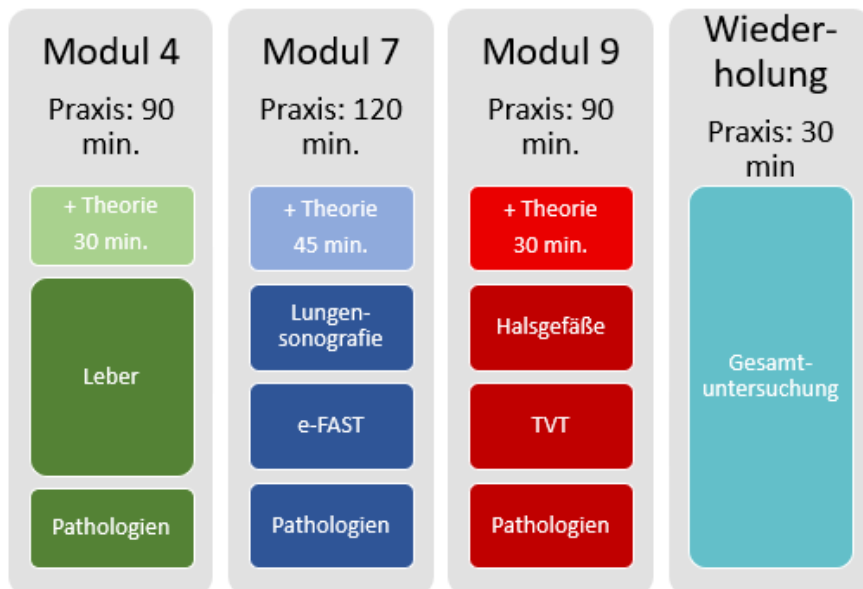 Modul 4
Praxis: 90
min.
+ Theorie
30 min.
Leber
Pathologien
Modul 7
Praxis: 120
min.
+ Theorie
45 min.
Lungen-
sonografie
e-FAST
Pathologien
Modul 9
Praxis: 90
min.
+ Theorie
30 min.
Halsgefäße
TVT
Pathologien
Wieder-
holung
Praxis: 30
min
Gesamt-
untersuchung